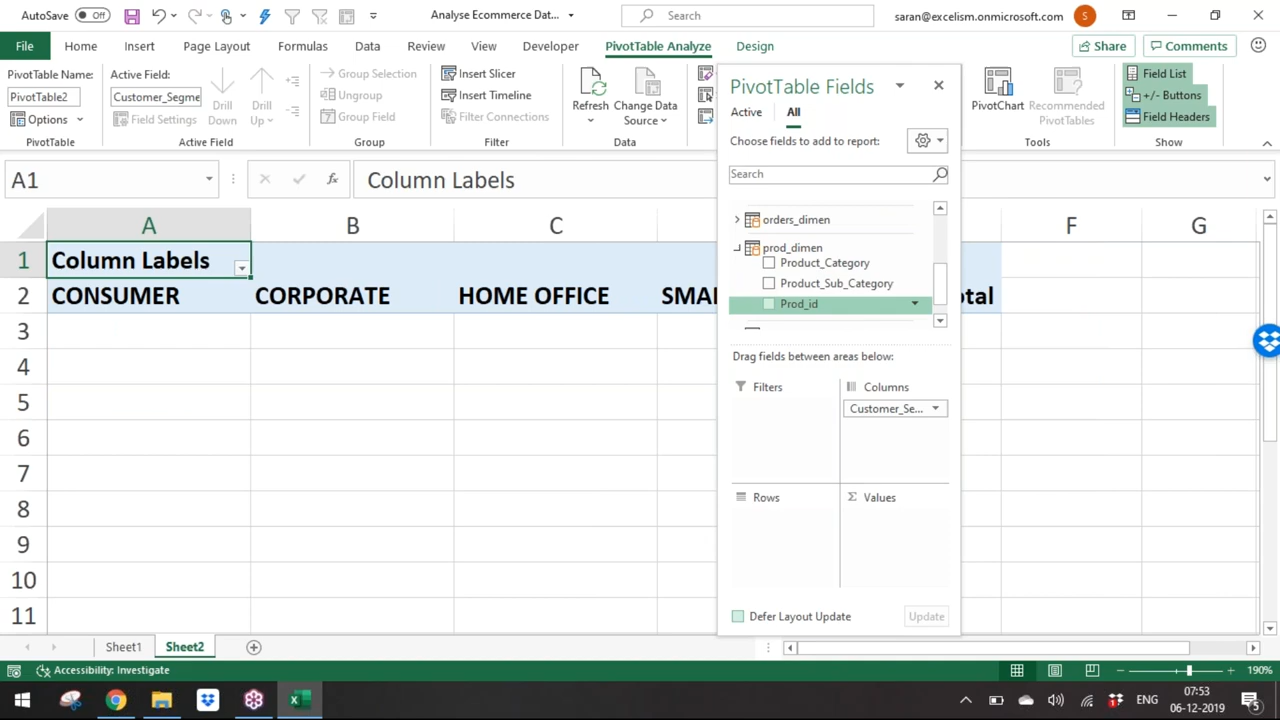 AutoSave Off Analyse Ecommerce Dat... Search saran@excelism.onmicrosoft.com S
File Home Insert Page Layout Formulas Data Review View Developer PivotTable Analyze Design Share Comments
PivotTable Name:
PivotTable2
Options
PivotTable
Active Field:
Customer_Segme
Field Settings
Drill Down
Drill Up
Active Field
Group Selection
Ungroup
Group Field
Group
Insert Slicer
Insert Timeline
Filter Connections
Filter
Refresh
Change Data Source
Data
PivotChart
Recommended PivotTables
Tools
Field List
+/- Buttons
Field Headers
Show
A1 fx Column Labels
A B C F G
1 Column Labels
2 CONSUMER CORPORATE HOME OFFICE SMA otal
3
4
5
6
7
8
9
10
11
PivotTable Fields
Active All
Choose fields to add to report:
Search
orders_dimen
prod_dimen
Product_Category
Product_Sub_Category
Prod_id
Drag fields between areas below:
Filters Columns
Customer_Se...
Rows Σ Values
Defer Layout Update Update
Sheet1 Sheet2
Accessibility: Investigate 190%
ENG 07:53
06-12-2019 5